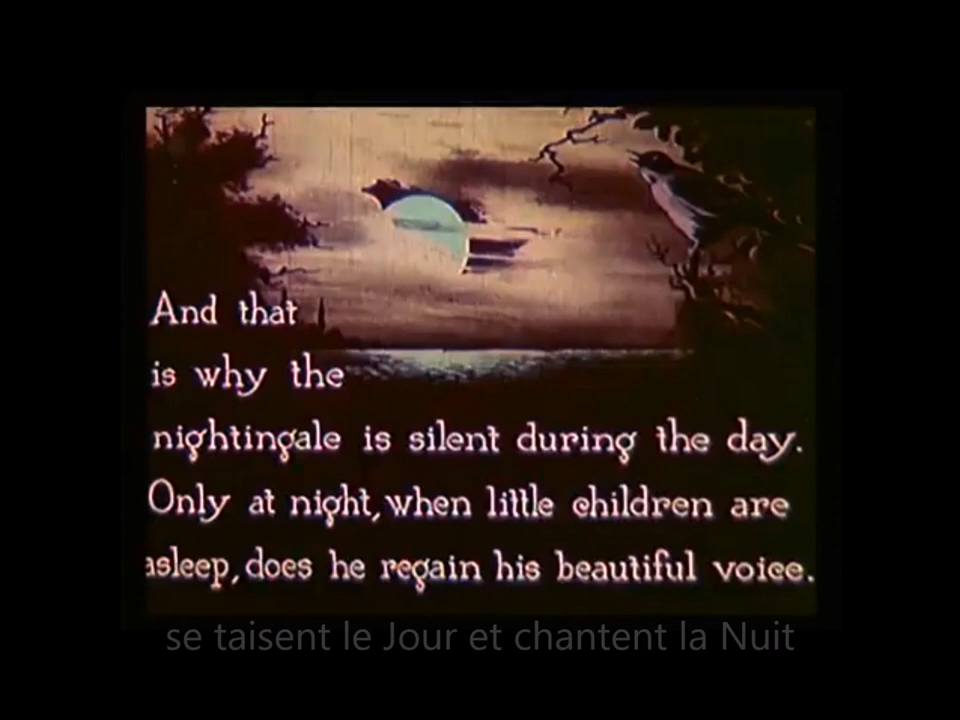 And that
is why the
nightingale is silent during the day.
Only at night, when little children are
asleep, does he regain his beautiful voice.
se taisent le Jour et chantent la Nuit